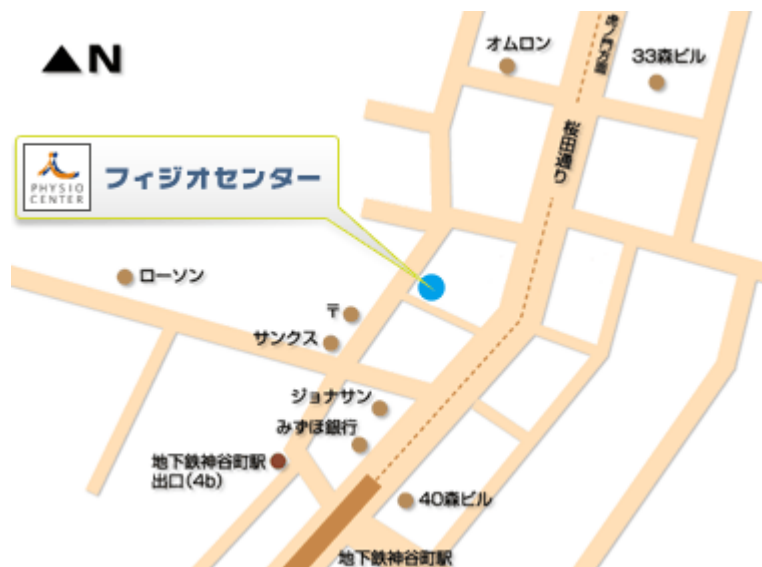 N
オムロン
虎ノ門方面
33森ビル
桜田通り
PHYSIO
CENTER
フィジオセンター
ローソン
〒
サンクス
ジョナサン
みずほ銀行
地下鉄神谷町駅
出口(4b)
40森ビル
地下鉄神谷町駅